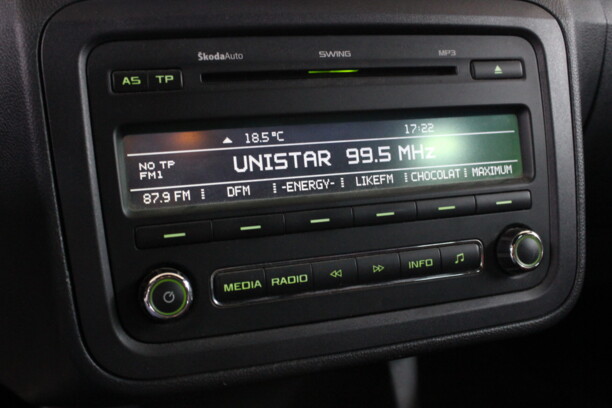 ŠkodaAuto SWING MP3
AS TP
18.5°C 17:22
NO TP
FM1
UNISTAR 99.5 MHz
87.9 FM DFM -ENERGY- LIKEFM CHOCOLAT MAXIMUM
MEDIA RADIO INFO